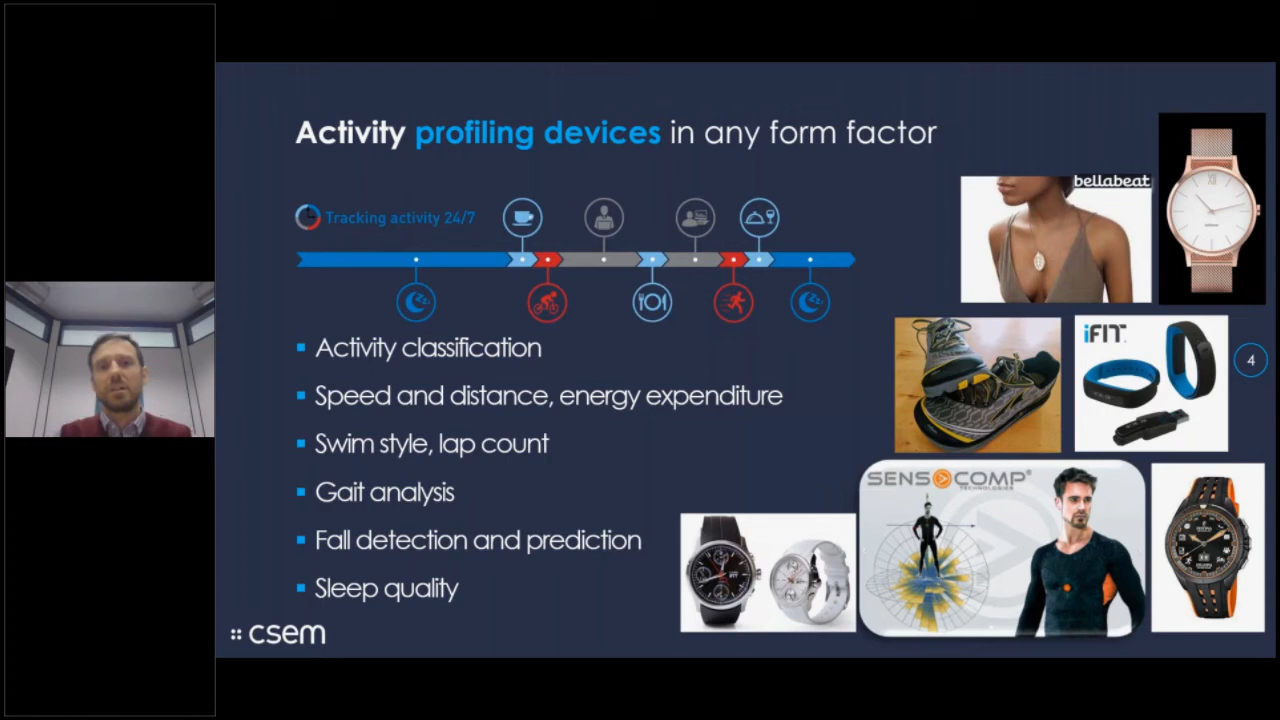 Activity profiling devices in any form factor
bellabeat
Tracking activity 24/7
iFIT
4
Activity classification
Speed and distance, energy expenditure
Swim style, lap count
Gait analysis
Fall detection and prediction
Sleep quality
SENSOCOMP®
TECHNOLOGIES
iFIT
csem